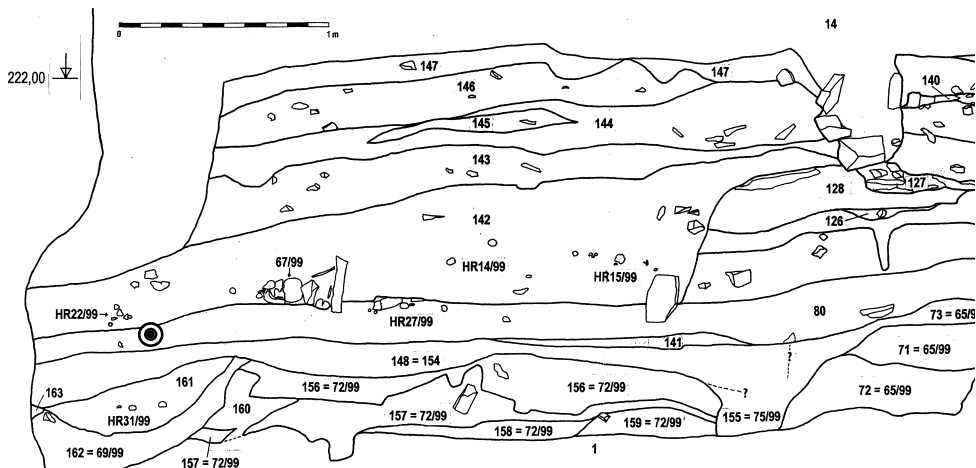 14
0
1 m
222,00
147
147
140
146
145
144
143
128
127
142
126
67/99
HR14/99
HR15/99
HR22/99
HR27/99
80
73 = 65/99
141
71 = 65/99
148 = 154
163
161
156 = 72/99
156 = 72/99
?
?
72 = 65/99
HR31/99
160
157 = 72/99
159 = 72/99
155 = 75/99
158 = 72/99
162 = 69/99
157 = 72/99
1